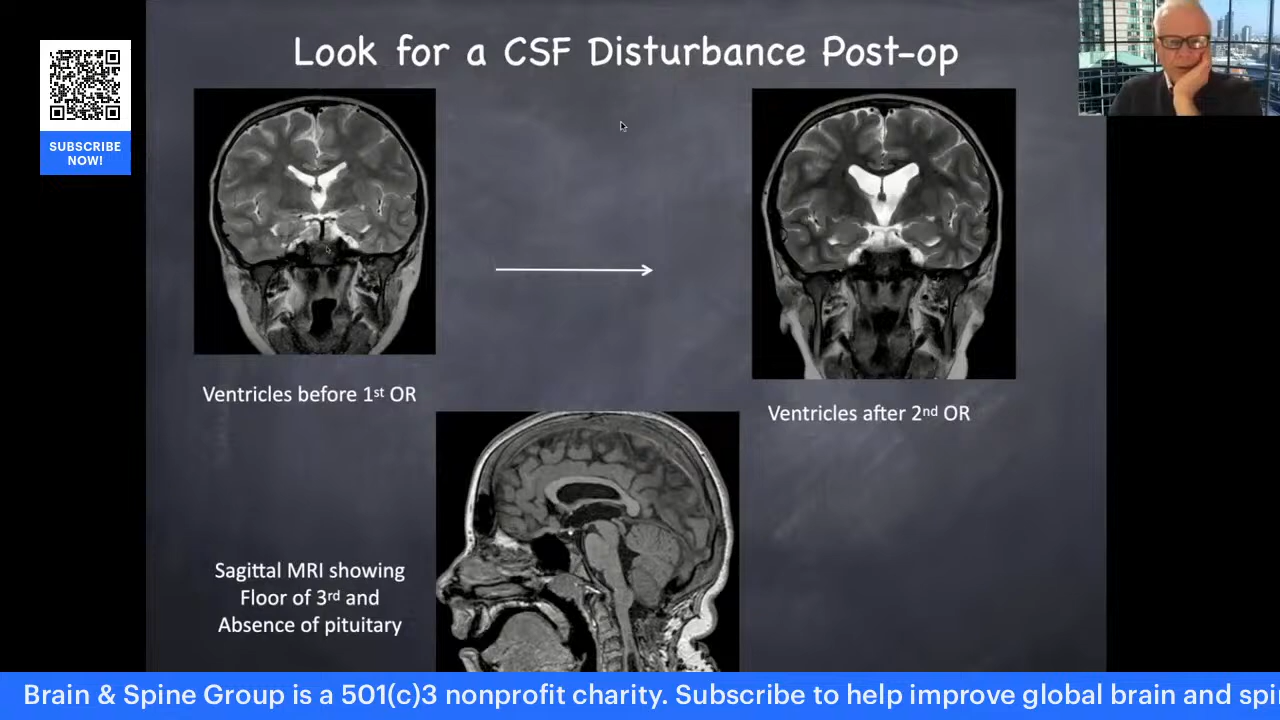 Look for a CSF Disturbance Post-op
SUBSCRIBE
NOW!
Ventricles before 1st OR
Ventricles after 2nd OR
Sagittal MRI showing
Floor of 3rd and
Absence of pituitary
Brain & Spine Group is a 501(c)3 nonprofit charity. Subscribe to help improve global brain and spi